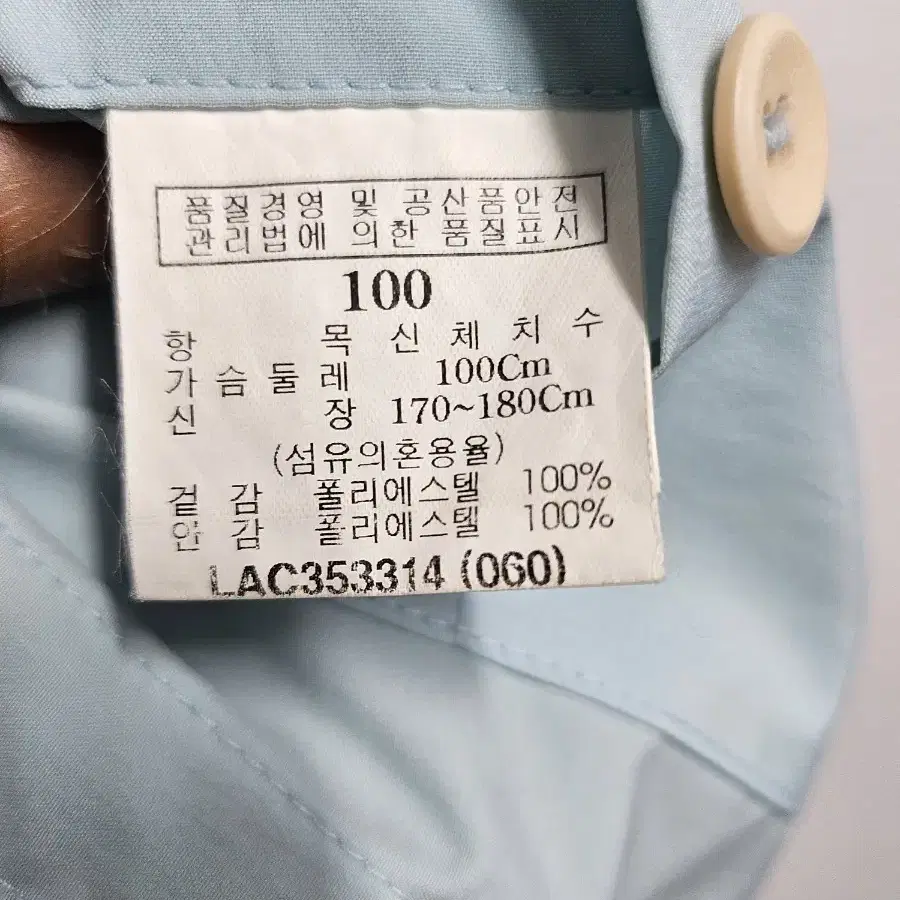 품질경영 및 공산품안전
관리법에 의한 품질표시
100
항 목 신체치수
가슴둘레 100Cm
신 장 170~180Cm
(섬유의혼용율)
겉 감 폴리에스텔 100%
안 감 폴리에스텔 100%
LAC353314 (060)